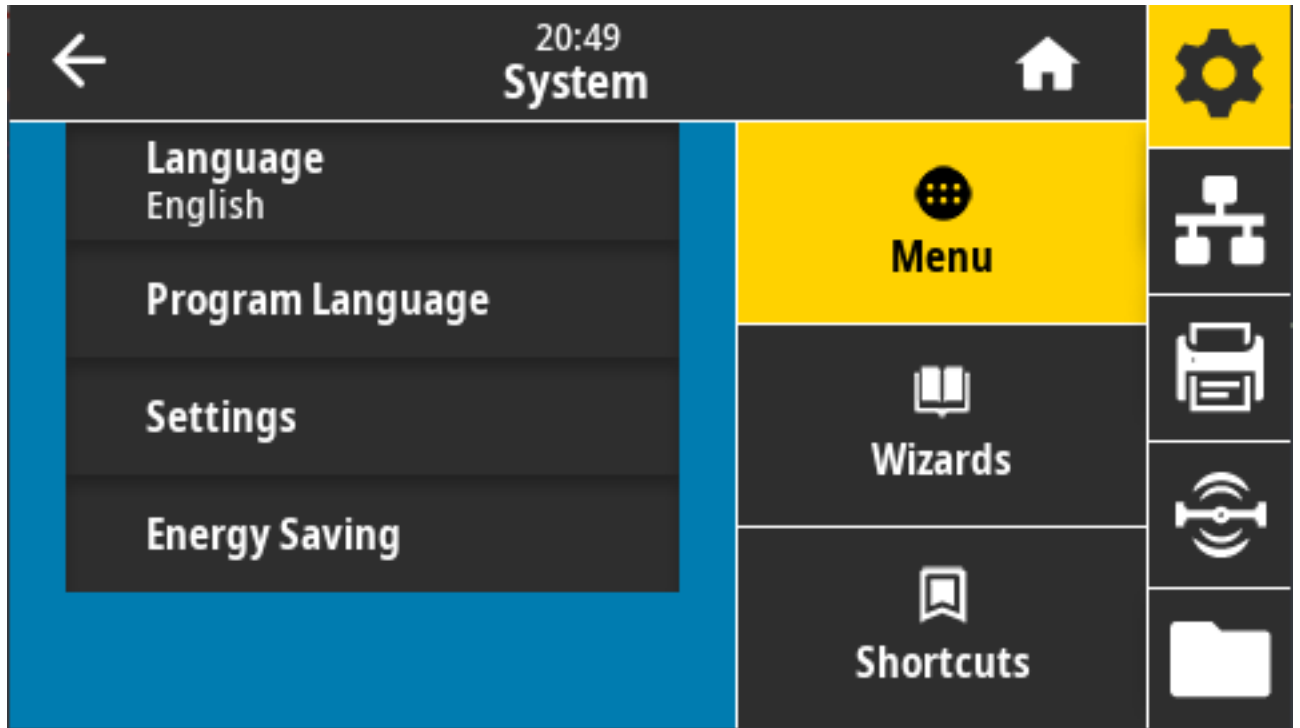 20:49
System
Language
English
Program Language
Settings
Energy Saving
Menu
Wizards
Shortcuts